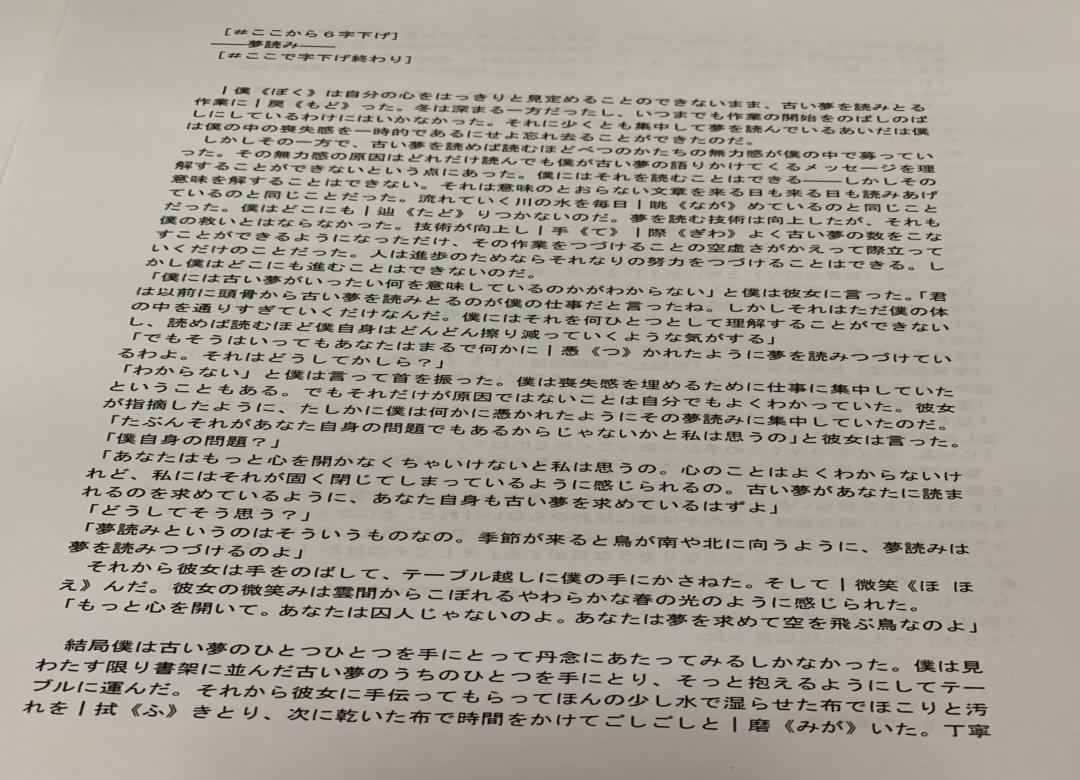 ［＃ここから６字下げ］
――夢読み――
［＃ここで字下げ終わり］
｜僕《ぼく》は自分の心をはっきりと見定めることのできないまま、古い夢を読みとる
作業に｜戻《もど》った。冬は深まる一方だったし、いつまでも作業の開始をのばしのば
しにしているわけにはいかなかった。それに少くとも集中して夢を読んでいるあいだは僕
は僕の中の喪失感を一時的であるにせよ忘れ去ることができたのだ。
しかしその一方で、古い夢を読めば読むほどべつのかたちの無力感が僕の中で募ってい
った。その無力感の原因はどれだけ読んでも僕が古い夢の語りかけてくるメッセージを理
解することができないという点にあった。僕にはそれを読むことはできる――しかしその
意味を解することはできない。それは意味のとおらない文章を来る日も来る日も読みあげ
ているのと同じことだった。流れていく川の水を毎日｜眺《なが》めているのと同じこと
だった。僕はどこにも｜辿《たど》りつかないのだ。夢を読む技術は向上したが、それも
僕の救いとはならなかった。技術が向上し｜手《て》｜際《ぎわ》よく古い夢の数をこな
すことができるようになっただけ、その作業をつづけることの空虚さがかえって際立って
いくだけのことだった。人は進歩のためならそれなりの努力をつづけることはできる。し
かし僕はどこにも進むことはできないのだ。
「僕には古い夢がいったい何を意味しているのかがわからない」と僕は彼女に言った。「君
は以前に頭骨から古い夢を読みとるのが僕の仕事だと言ったね。しかしそれはただ僕の体
の中を通りすぎていくだけなんだ。僕にはそれを何ひとつとして理解することができない
し、読めば読むほど僕自身はどんどん擦り減っていくような気がする」
「でもそうはいってもあなたはまるで何かに｜憑《つ》かれたように夢を読みつづけてい
るわよ。それはどうしてかしら？」
「わからない」と僕は言って首を振った。僕は喪失感を埋めるために仕事に集中していた
ということもある。でもそれだけが原因ではないことは自分でもよくわかっていた。彼女
が指摘したように、たしかに僕は何かに憑かれたようにその夢読みに集中していたのだ。
「たぶんそれがあなた自身の問題でもあるからじゃないかと私は思うの」と彼女は言った。
「僕自身の問題？」
「あなたはもっと心を開かなくちゃいけないと私は思うの。心のことはよくわからないけ
れど、私にはそれが固く閉じてしまっているように感じられるの。古い夢があなたに読ま
れるのを求めているように、あなた自身も古い夢を求めているはずよ」
「どうしてそう思う？」
「夢読みというのはそういうものなの。季節が来ると鳥が南や北に向うように、夢読みは
夢を読みつづけるのよ」
それから彼女は手をのばして、テーブル越しに僕の手にかさねた。そして｜微笑《ほ ほ
え》んだ。彼女の微笑みは雲間からこぼれるやわらかな春の光のように感じられた。
「もっと心を開いて。あなたは囚人じゃないのよ。あなたは夢を求めて空を飛ぶ鳥なのよ」
結局僕は古い夢のひとつひとつを手にとって丹念にあたってみるしかなかった。僕は見
わたす限り書架に並んだ古い夢のうちのひとつを手にとり、そっと抱えるようにしてテー
ブルに運んだ。それから彼女に手伝ってもらってほんの少し水で湿らせた布でほこりと汚
れを｜拭《ふ》きとり、次に乾いた布で時間をかけてごしごしと｜磨《みが》いた。丁寧